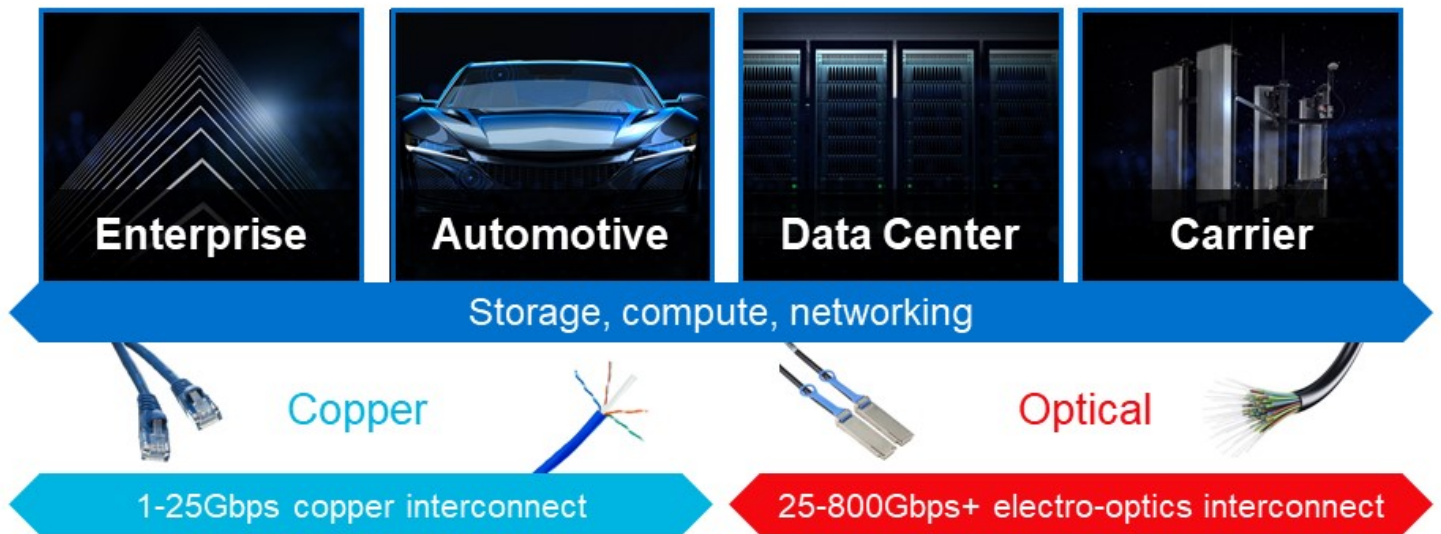 Enterprise
Automotive
Data Center
Carrier
Storage, compute, networking
Copper
Optical
1-25Gbps copper interconnect
25-800Gbps+ electro-optics interconnect